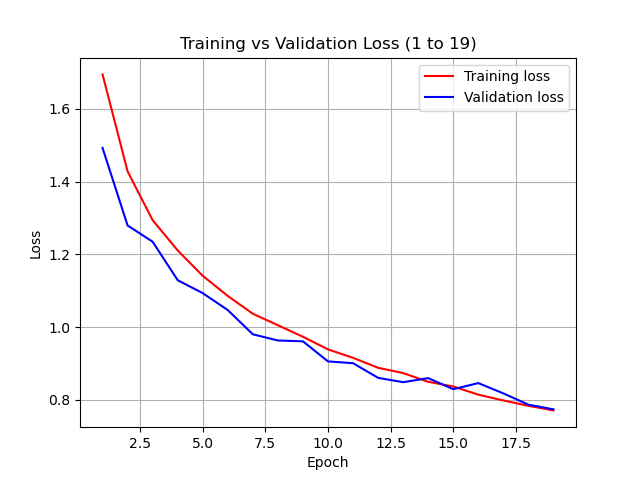 Training vs Validation Loss (1 to 19)
Training loss
Validation loss
1.6
1.4
1.2
1.0
0.8
Loss
2.5 5.0 7.5 10.0 12.5 15.0 17.5
Epoch